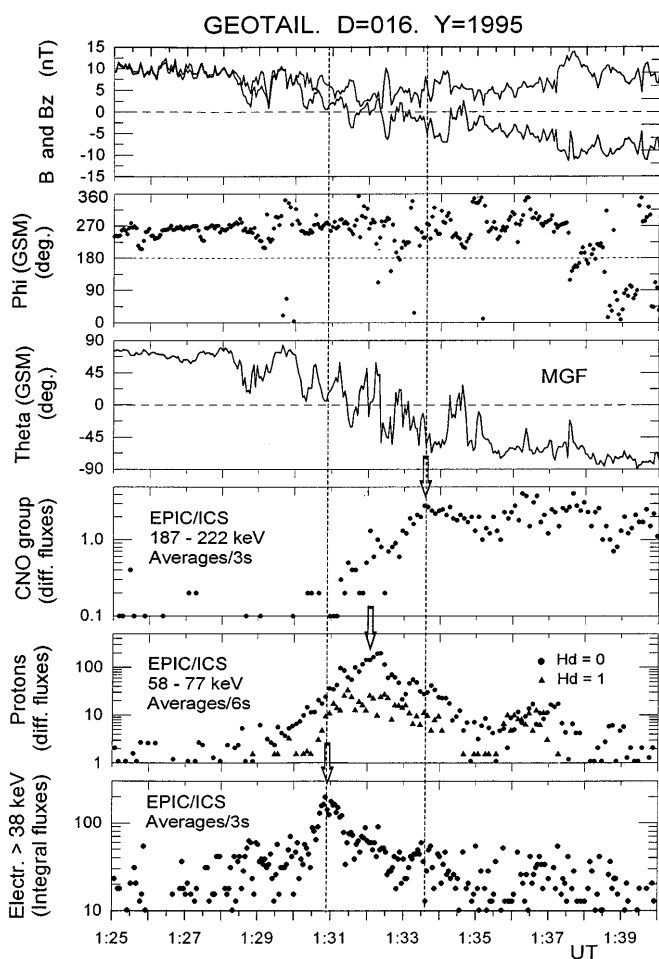 GEOTAIL. D=016. Y=1995
B and Bz (nT)
15
10
5
0
-5
-10
-15
Phi (GSM)
(deg.)
360
270
180
90
0
Theta (GSM)
(deg.)
90
45
0
-45
-90
MGF
CNO group
(diff. fluxes)
1.0
0.1
EPIC/ICS
187 - 222 keV
Averages/3s
Protons
(diff. fluxes)
100
10
1
EPIC/ICS
58 - 77 keV
Averages/6s
Hd = 0
Hd = 1
Electr. > 38 keV
(Integral fluxes)
100
10
EPIC/ICS
Averages/3s
1:25 1:27 1:29 1:31 1:33 1:35 1:37 1:39
UT